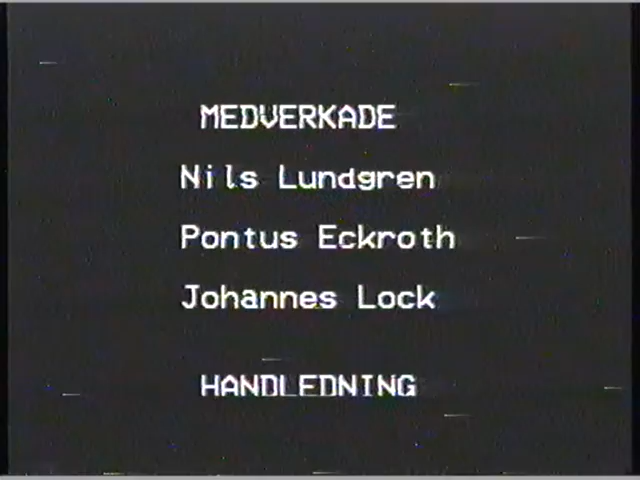 MEDVERKADE
Nils Lundgren
Pontus Eckroth
Johannes Lock
HANDLEDNING